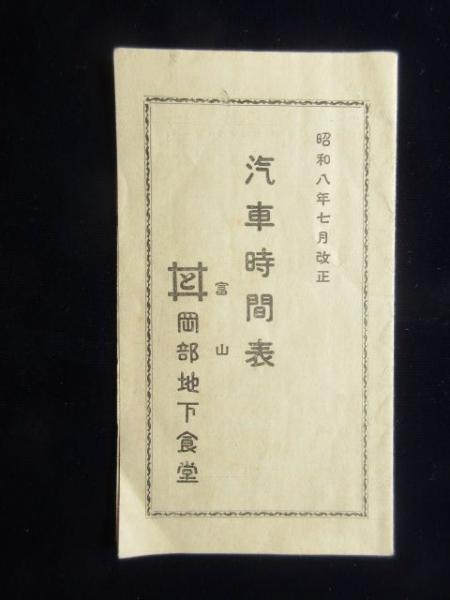 昭和八年七月改正
汽車時間表
富山
と
岡部地下食堂